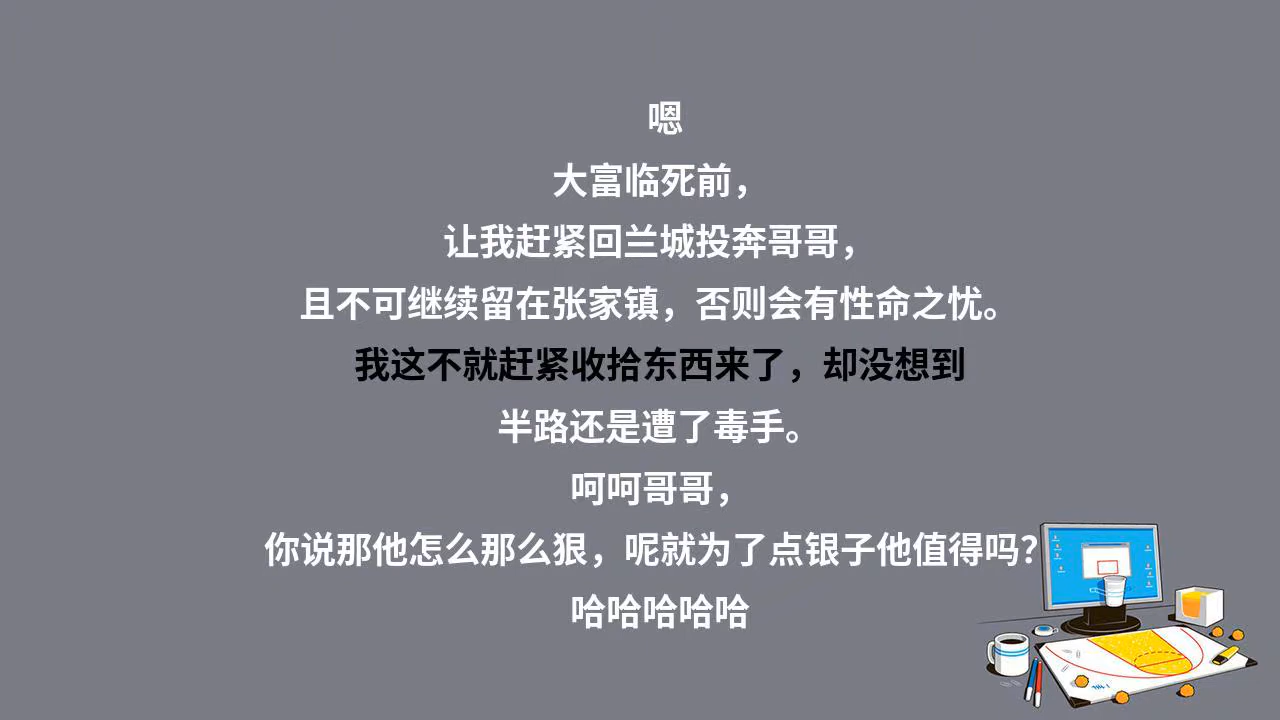 嗯
大富临死前，
让我赶紧回兰城投奔哥哥，
且不可继续留在张家镇，否则会有性命之忧。
我这不就赶紧收拾东西来了，却没想到
半路还是遭了毒手。
呵呵哥哥，
你说那他怎么那么狠，呢就为了点银子他值得吗？
哈哈哈哈哈